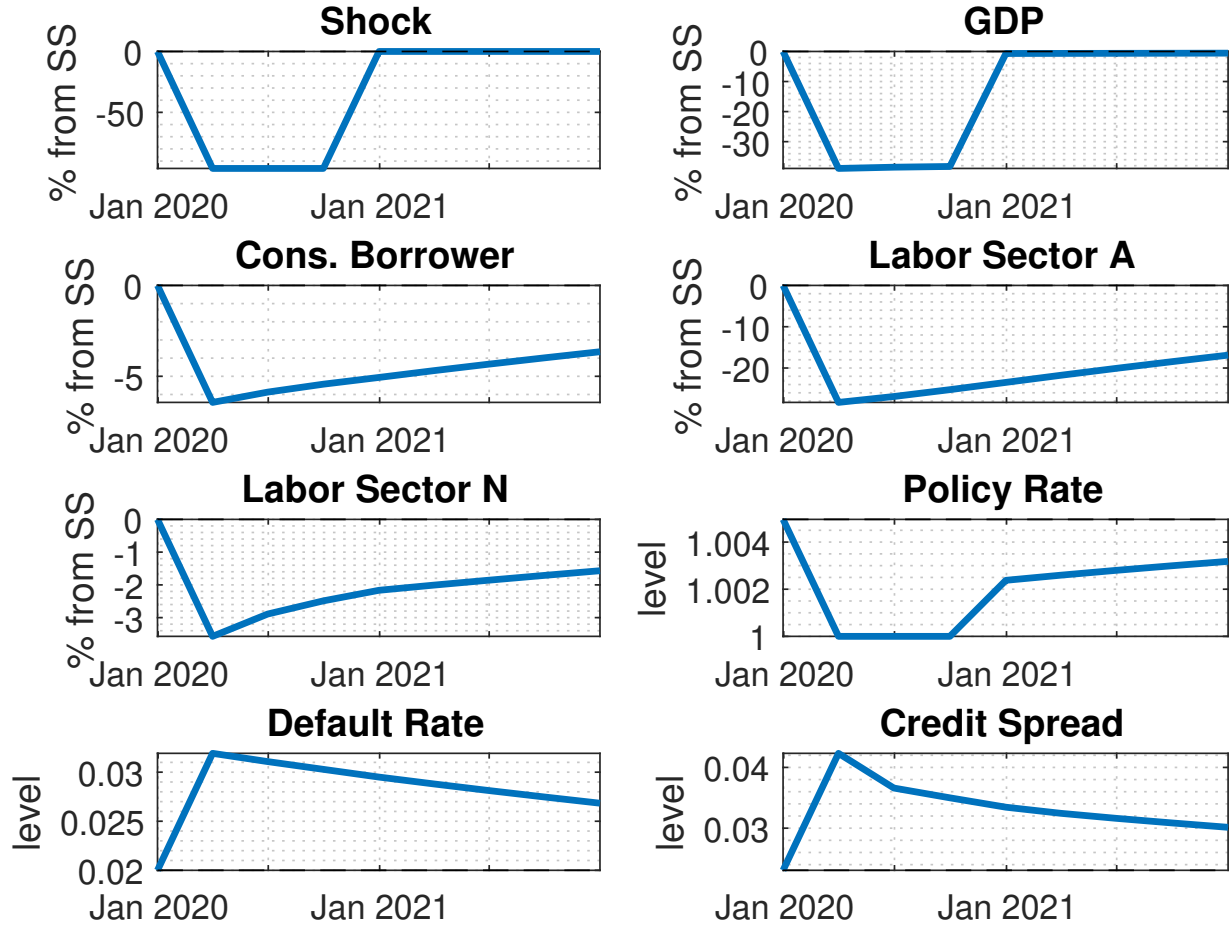 Shock
% from SS
0
-50
Jan 2020
Jan 2021
GDP
% from SS
0
-10
-20
-30
Jan 2020
Jan 2021
Cons. Borrower
% from SS
0
-5
Jan 2020
Jan 2021
Labor Sector A
% from SS
0
-10
-20
Jan 2020
Jan 2021
Labor Sector N
% from SS
0
-1
-2
-3
Jan 2020
Jan 2021
Policy Rate
level
1.004
1.002
1
Jan 2020
Jan 2021
Default Rate
level
0.03
0.025
0.02
Jan 2020
Jan 2021
Credit Spread
level
0.04
0.03
Jan 2020
Jan 2021